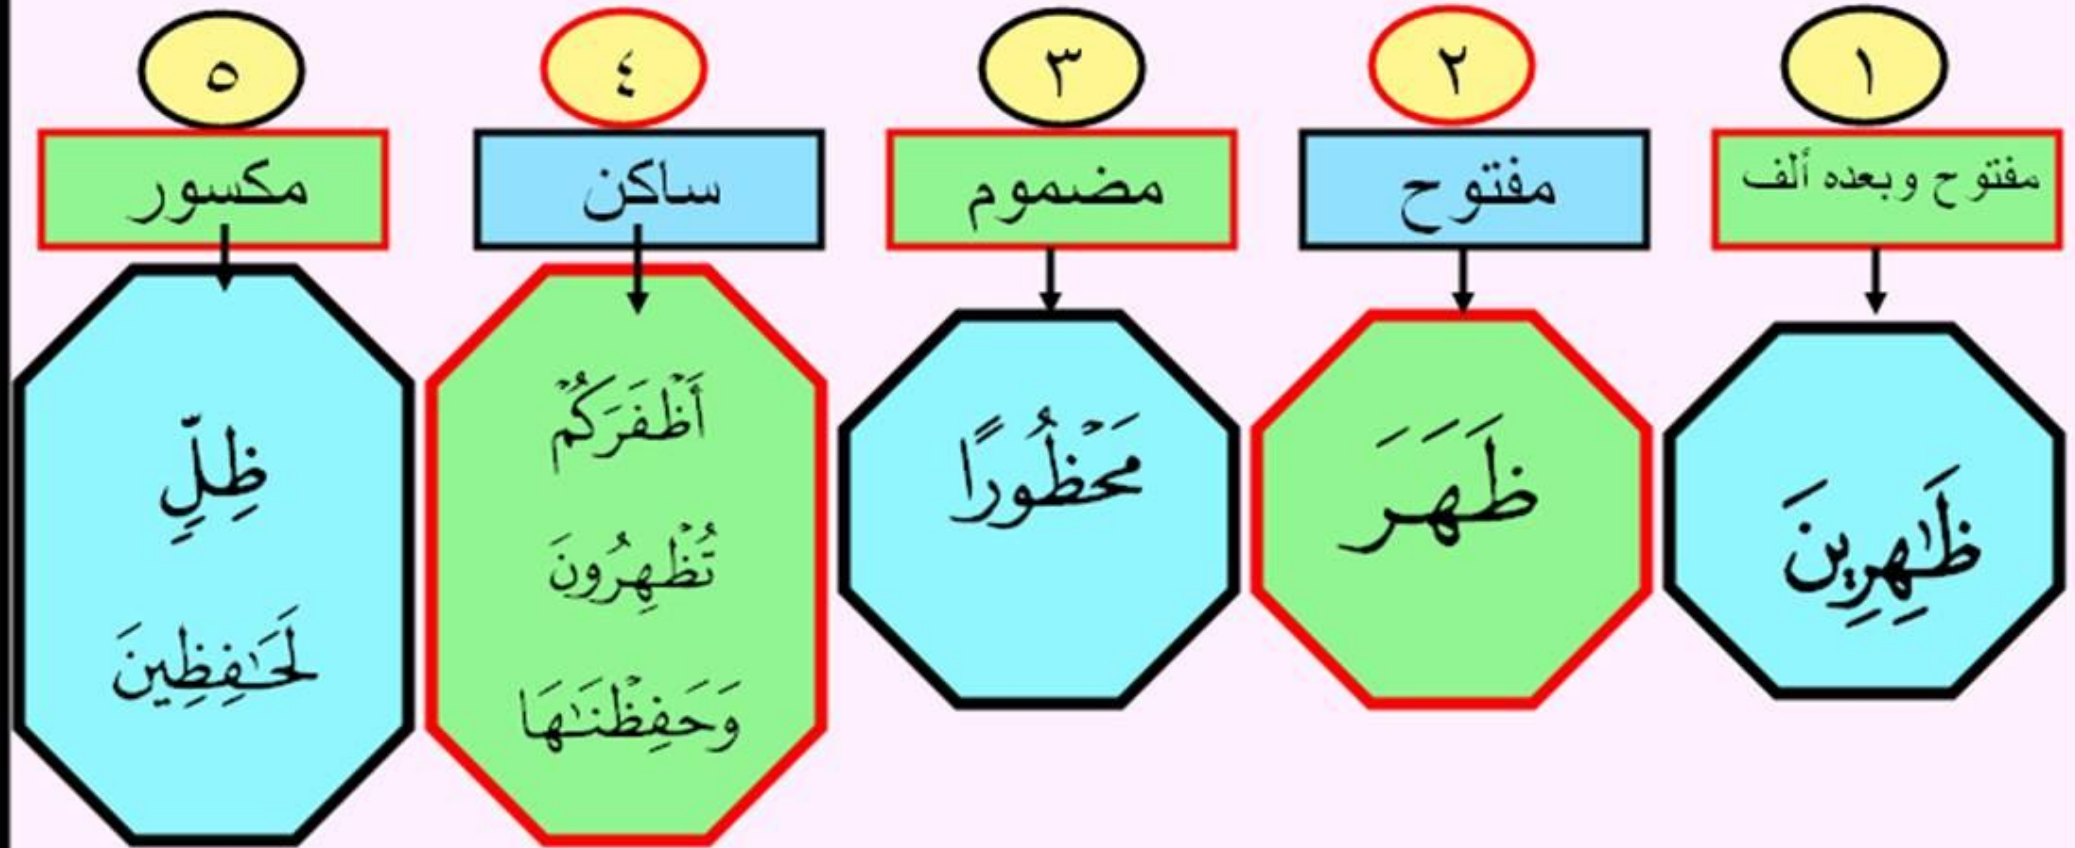 ١
مفتوح وبعده ألف
ظَٰهِرِينَ
٢
مفتوح
ظَهَرَ
٣
مضموم
مَحْظُورًا
٤
ساكن
أَظْفَرَكُمْ
تُظْهِرُونَ
وَحَفِظْنَٰهَا
٥
مكسور
ظِلٍّ
لَحَٰفِظِينَ